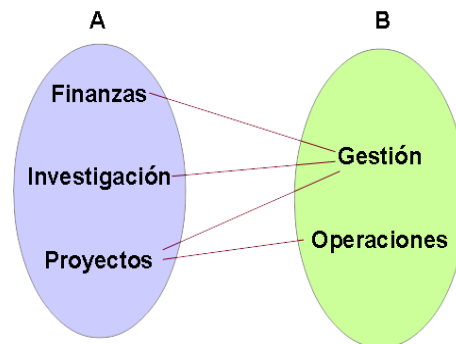 A
B
Finanzas
Investigación
Proyectos
Gestión
Operaciones